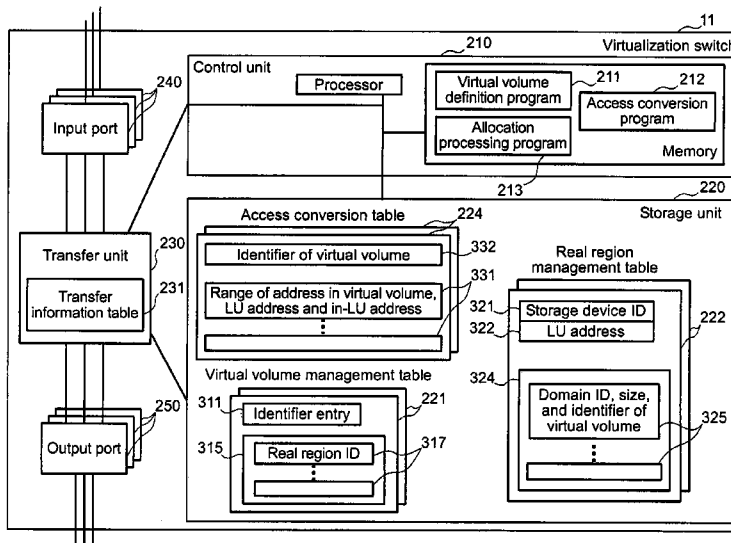 11
Virtualization switch
210
Control unit
Processor
Virtual volume
definition program
211
212
Access conversion
program
Allocation
processing program
Memory
213
240
Input port
220
Storage unit
Access conversion table
224
Identifier of virtual volume
332
331
Range of address in virtual volume,
LU address and in-LU address
Transfer unit
230
Transfer
information table
231
Real region
management table
321
Storage device ID
322
LU address
222
324
Domain ID, size,
and identifier of
virtual volume
325
Virtual volume management table
221
311
Identifier entry
315
Real region ID
317
250
Output port